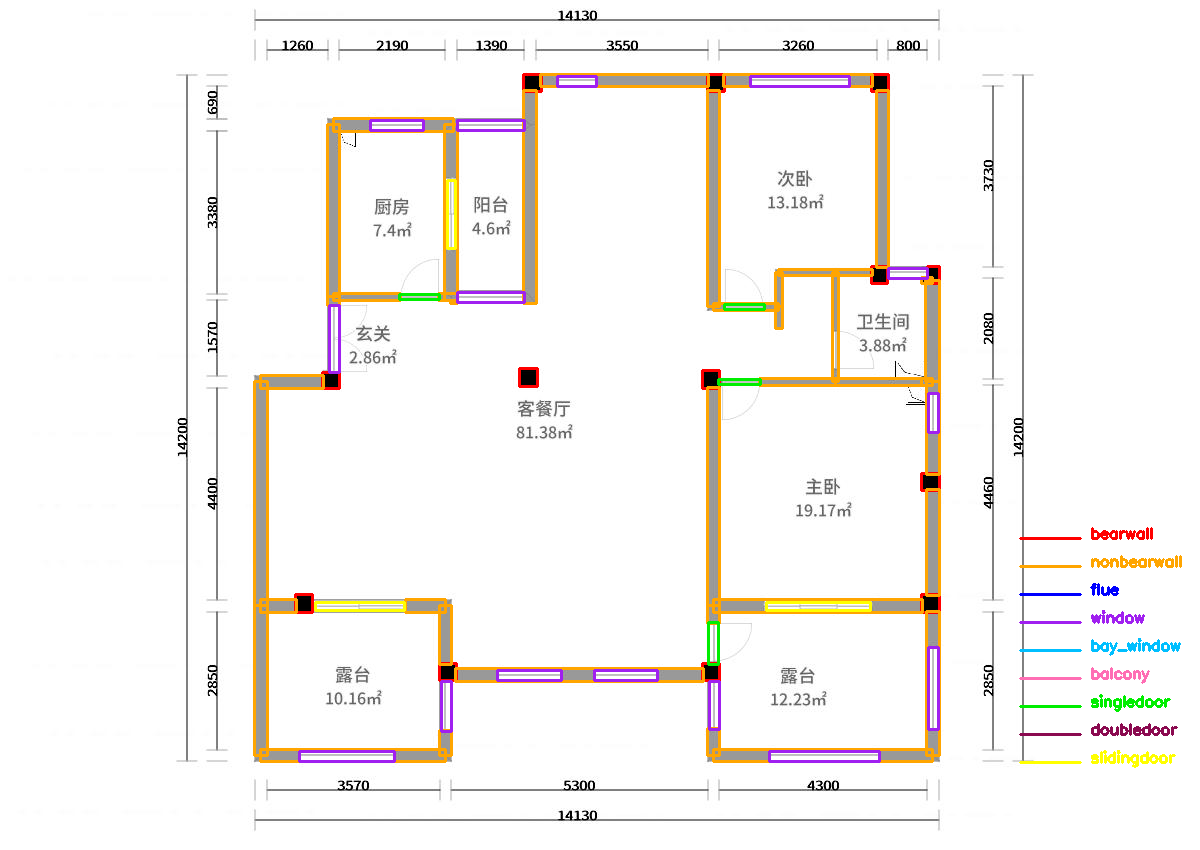 14130
1260 2190 1390 3550 3260 800
690
3380
1570
4400
2850
14200
3730
2080
4460
2850
14200
次卧
13.18㎡
厨房
7.4㎡
阳台
4.6㎡
玄关
2.86㎡
卫生间
3.88㎡
客餐厅
81.38㎡
主卧
19.17㎡
露台
10.16㎡
露台
12.23㎡
bearwall
nonbearwall
flue
window
bay_window
balcony
singledoor
doubledoor
slidingdoor
3570 5300 4300
14130